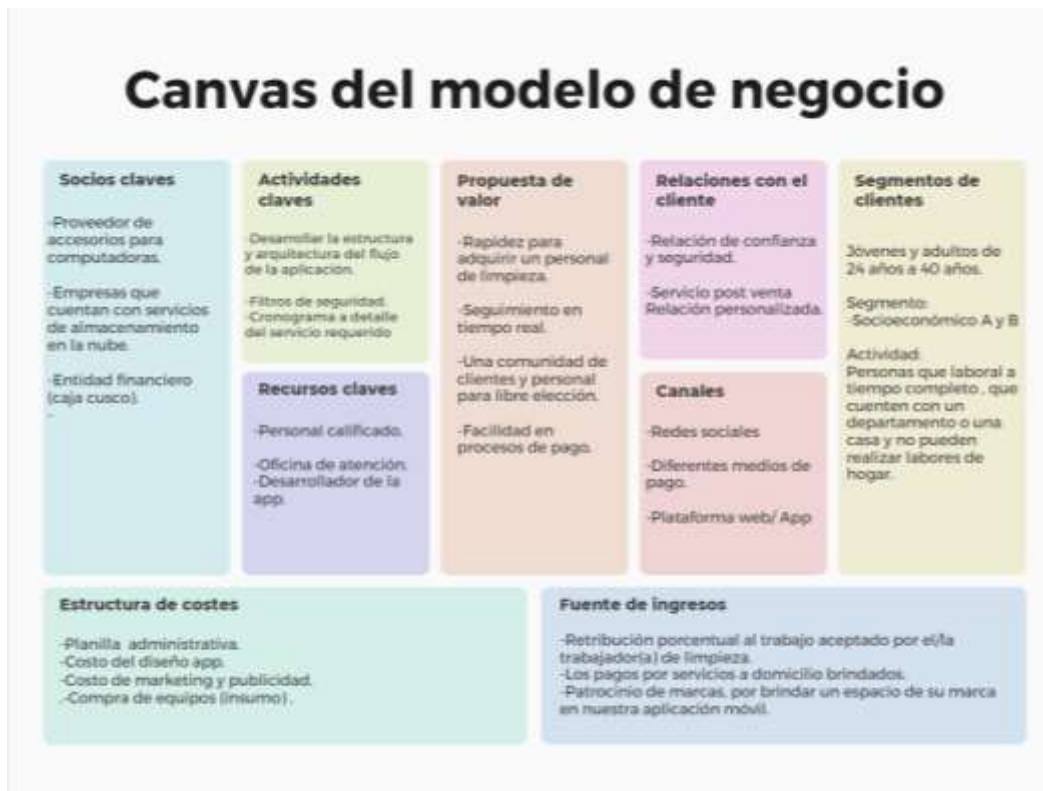 Canvas del modelo de negocio
Socios claves
-Proveedor de
accesorios para
computadoras.
-Empresas que
cuentan con servicios
de almacenamiento
en la nube.
-Entidad financiero
(caja cusco).
-
Actividades
claves
-Desarrollar la estructura
y arquitectura del flujo
de la aplicación.
-Filtros de seguridad.
-Cronograma a detalle
del servicio requerido
Recursos claves
-Personal calificado.
-Oficina de atención.
-Desarrollador de la
app.
Propuesta de
valor
-Rapidez para
adquirir un personal
de limpieza.
-Seguimiento en
tiempo real.
-Una comunidad de
clientes y personal
para libre elección.
-Facilidad en
procesos de pago.
Relaciones con el
cliente
-Relación de confianza
y seguridad.
-Servicio post venta
Relación personalizada.
Canales
-Redes sociales
-Diferentes medios de
pago.
-Plataforma web/ App
Segmentos de
clientes
Jóvenes y adultos de
24 años a 40 años.
Segmento:
-Socioeconómico A y B
Actividad:
Personas que laboral a
tiempo completo , que
cuenten con un
departamento o una
casa y no pueden
realizar labores de
hogar.
Estructura de costes
-Planilla administrativa.
-Costo del diseño app.
-Costo de marketing y publicidad.
.-Compra de equipos (insumo) .
Fuente de ingresos
-Retribución porcentual al trabajo aceptado por el/la
trabajador(a) de limpieza.
-Los pagos por servicios a domicilio brindados.
-Patrocinio de marcas, por brindar un espacio de su marca
en nuestra aplicación móvil.